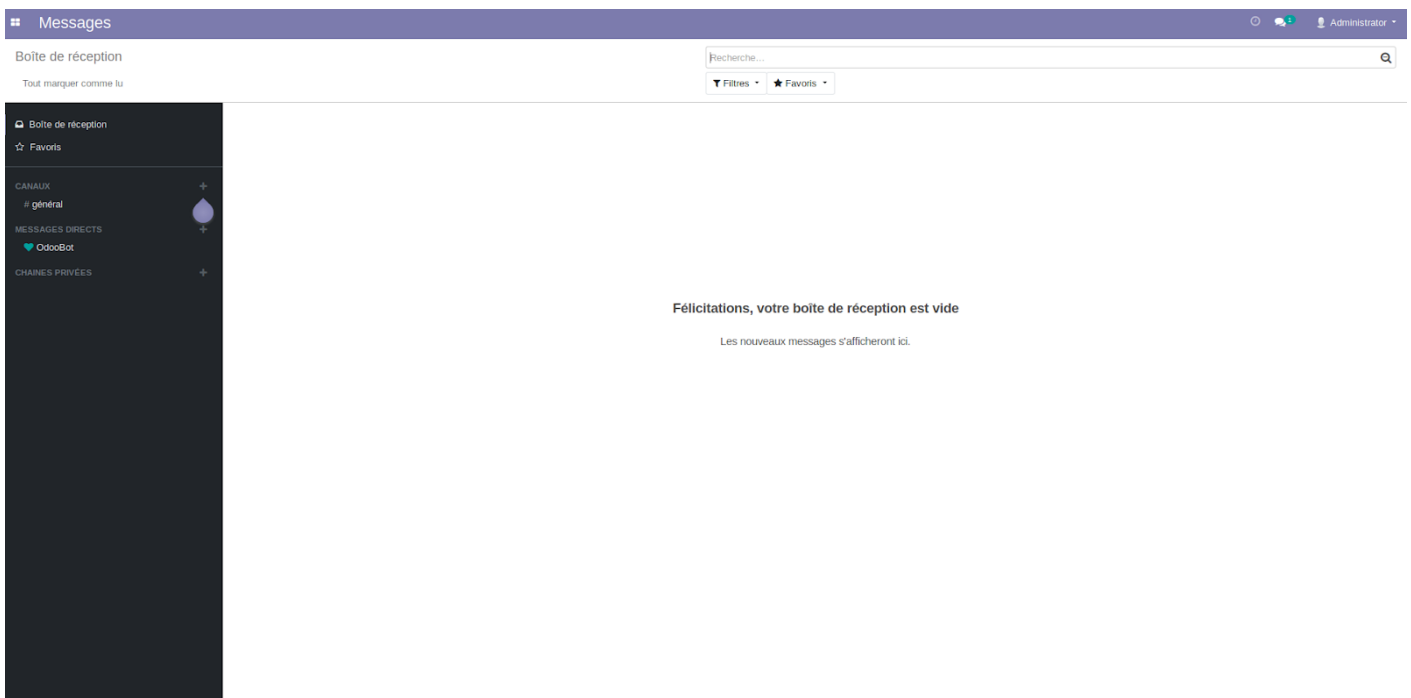 Messages
1
Administrator
Boîte de réception
Recherche...
Tout marquer comme lu
Filtres
Favoris
Boîte de réception
Favoris
CANAUX
# général
MESSAGES DIRECTS
OdooBot
CHAINES PRIVÉES
Félicitations, votre boîte de réception est vide
Les nouveaux messages s'afficheront ici.